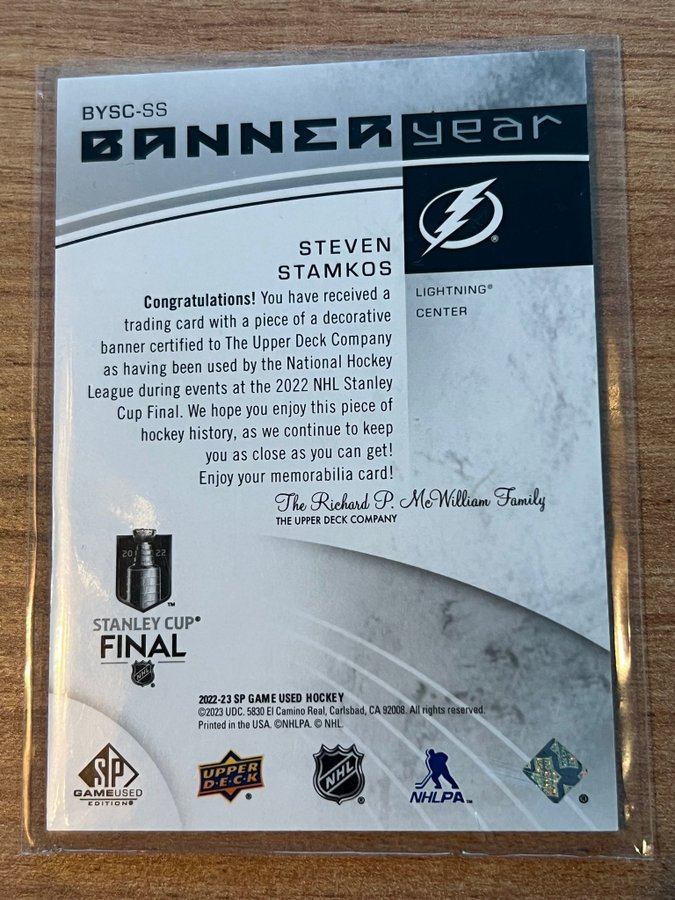 BYSC-SS
BANNER year
STEVEN
STAMKOS
LIGHTNING®
CENTER
Congratulations! You have received a
trading card with a piece of a decorative
banner certified to The Upper Deck Company
as having been used by the National Hockey
League during events at the 2022 NHL Stanley
Cup Final. We hope you enjoy this piece of
hockey history, as we continue to keep
you as close as you can get!
Enjoy your memorabilia card!
The Richard P. McWilliam Family
THE UPPER DECK COMPANY
20 22
STANLEY CUP®
FINAL
NHL
2022-23 SP GAME USED HOCKEY
©2023 UDC. 5830 El Camino Real, Carlsbad, CA 92008. All rights reserved.
Printed in the USA. ©NHLPA. © NHL.
SP
GAMEUSED
EDITION®
UPPER
D·E·C·K
®
NHL
®
NHLPA™
®